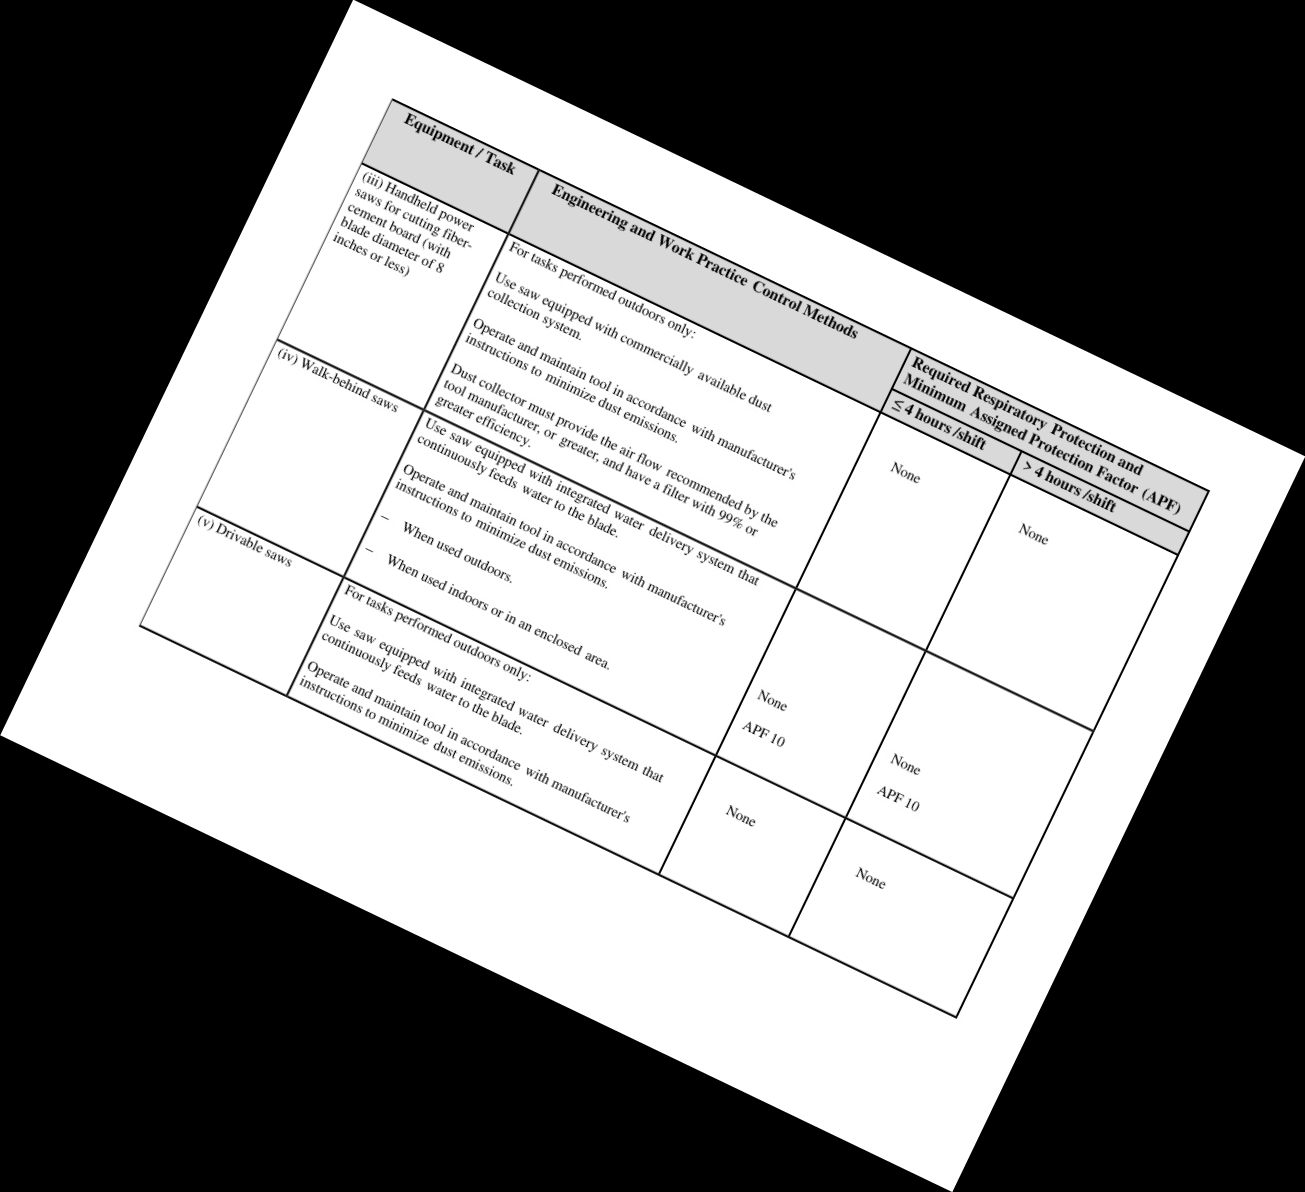 Equipment / Task
Engineering and Work Practice Control Methods
Required Respiratory Protection and
Minimum Assigned Protection Factor (APF)
≤ 4 hours /shift
> 4 hours /shift
(iii) Handheld power
saws for cutting fiber-
cement board (with
blade diameter of 8
inches or less)
For tasks performed outdoors only:
Use saw equipped with commercially available dust
collection system.
Operate and maintain tool in accordance with manufacturer's
instructions to minimize dust emissions.
Dust collector must provide the air flow recommended by the
tool manufacturer, or greater, and have a filter with 99% or
greater efficiency.
None
None
(iv) Walk-behind saws
Use saw equipped with integrated water delivery system that
continuously feeds water to the blade.
Operate and maintain tool in accordance with manufacturer's
instructions to minimize dust emissions.
– When used outdoors.
– When used indoors or in an enclosed area.
None
APF 10
None
APF 10
(v) Drivable saws
For tasks performed outdoors only:
Use saw equipped with integrated water delivery system that
continuously feeds water to the blade.
Operate and maintain tool in accordance with manufacturer's
instructions to minimize dust emissions.
None
None